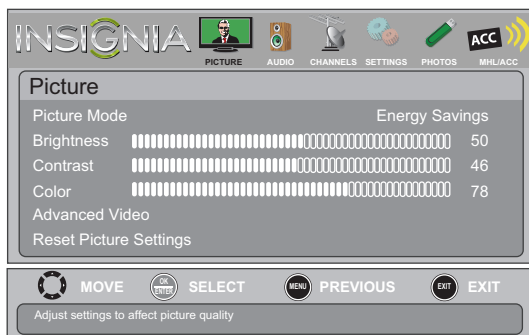 INSIGNIA
PICTURE AUDIO CHANNELS SETTINGS PHOTOS MHL/ACC
ACC
Picture
Picture Mode Energy Savings
Brightness 50
Contrast 46
Color 78
Advanced Video
Reset Picture Settings
MOVE OK ENTER SELECT MENU PREVIOUS EXIT EXIT
Adjust settings to affect picture quality